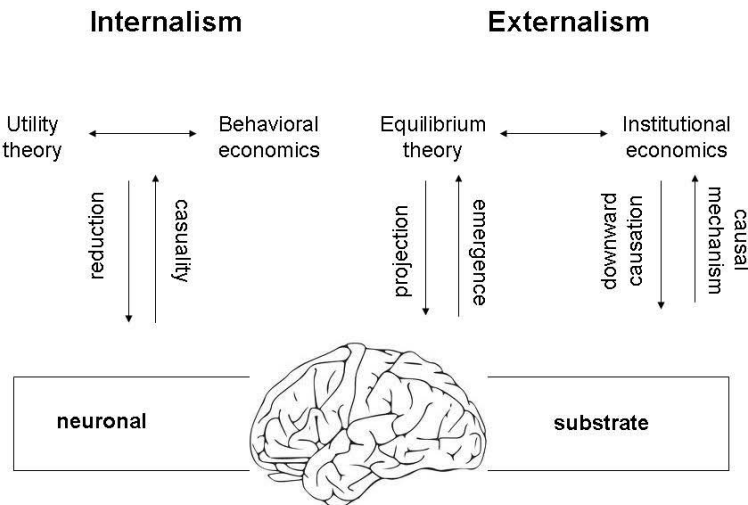 Internalism
Externalism
Utility
theory
Behavioral
economics
Equilibrium
theory
Institutional
economics
reduction
casuality
projection
emergence
downward
causation
causal
mechanism
neuronal
substrate